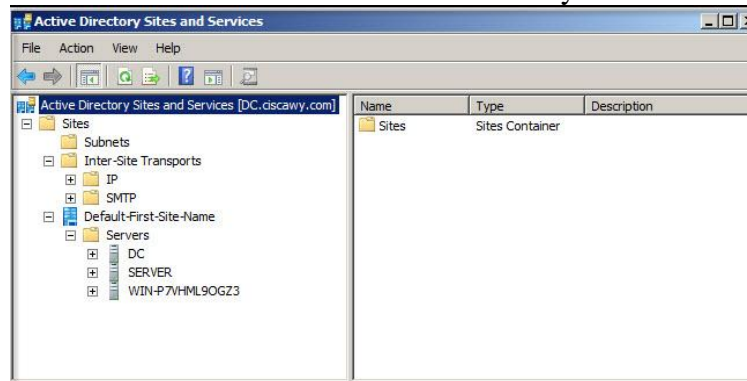 Active Directory Sites and Services
File Action View Help
Active Directory Sites and Services [DC.ciscawy.com]
Sites
Subnets
Inter-Site Transports
IP
SMTP
Default-First-Site-Name
Servers
DC
SERVER
WIN-P7VHML9OGZ3
Name Type Description
Sites Sites Container